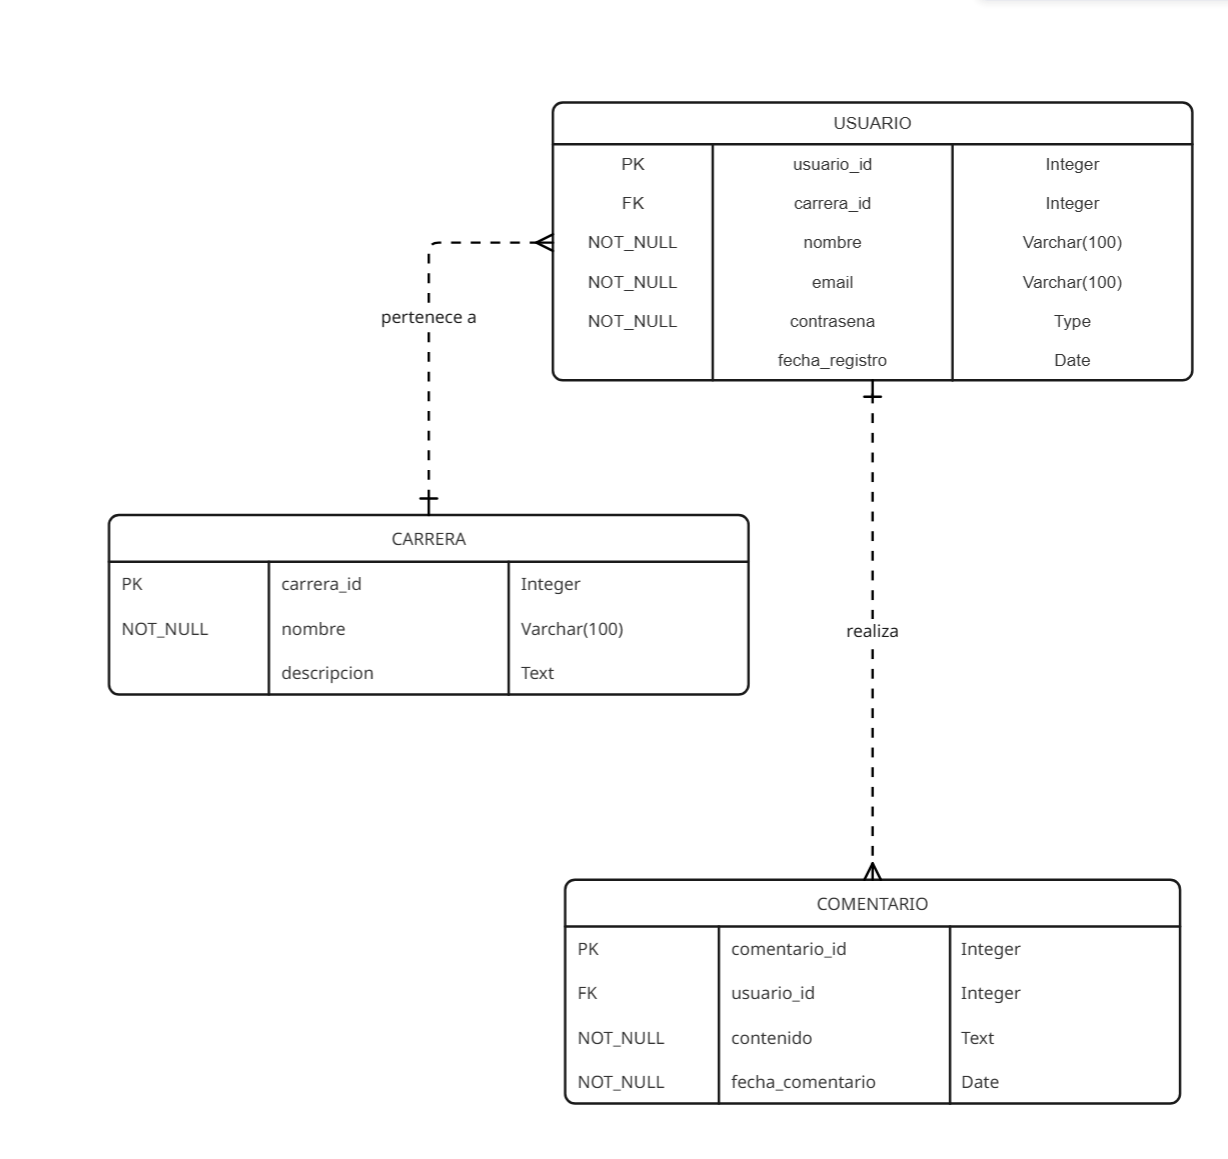 USUARIO
PK usuario_id Integer
FK carrera_id Integer
NOT_NULL nombre Varchar(100)
NOT_NULL email Varchar(100)
NOT_NULL contrasena Type
fecha_registro Date
pertenece a
CARRERA
PK carrera_id Integer
NOT_NULL nombre Varchar(100)
descripcion Text
realiza
COMENTARIO
PK comentario_id Integer
FK usuario_id Integer
NOT_NULL contenido Text
NOT_NULL fecha_comentario Date